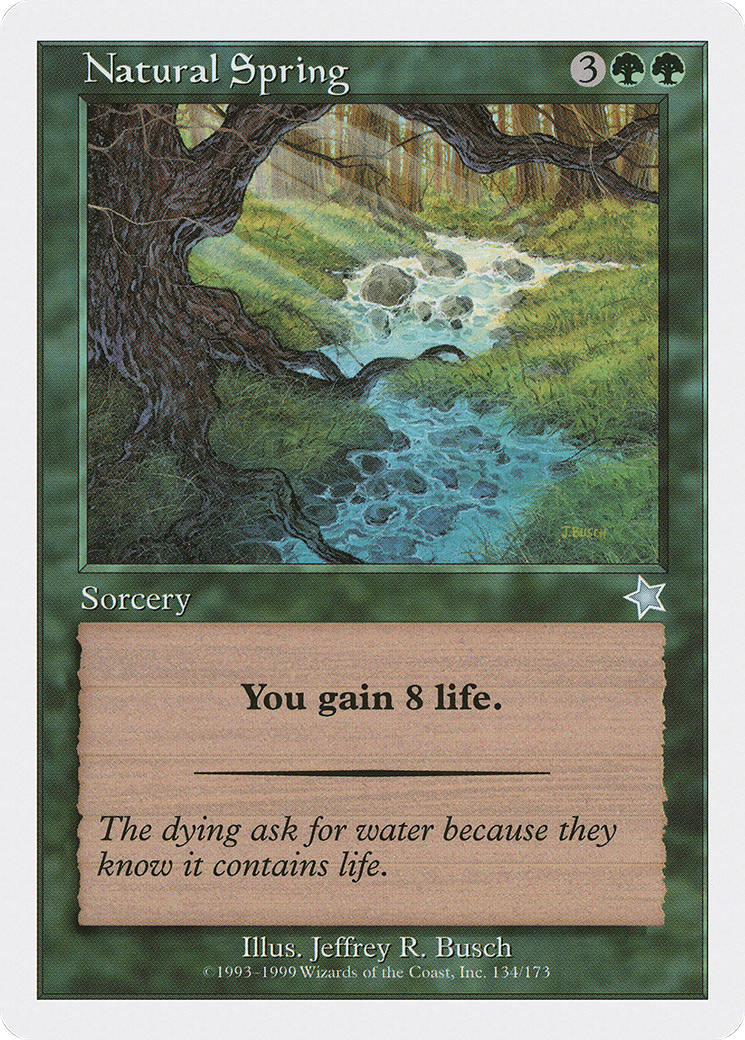 Natural Spring 3
J. BUSCH
Sorcery
You gain 8 life.
The dying ask for water because they
know it contains life.
Illus. Jeffrey R. Busch
©1993–1999 Wizards of the Coast, Inc. 134/173